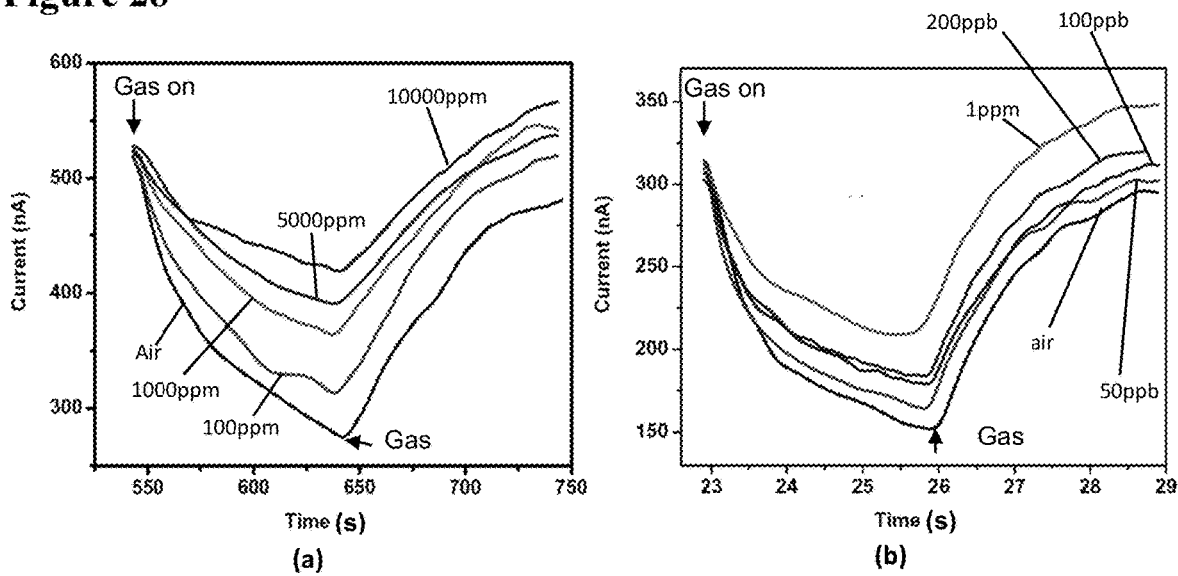 200ppb
100ppb
600
Gas on
10000ppm
500
5000ppm
Current (nA)
400
Air
1000ppm
300
100ppm
Gas
550
600
650
700
750
Time (s)
(a)
350
Gas on
1ppm
300
Current (nA)
250
200
air
50ppb
150
Gas
23
24
25
26
27
28
29
Time (s)
(b)